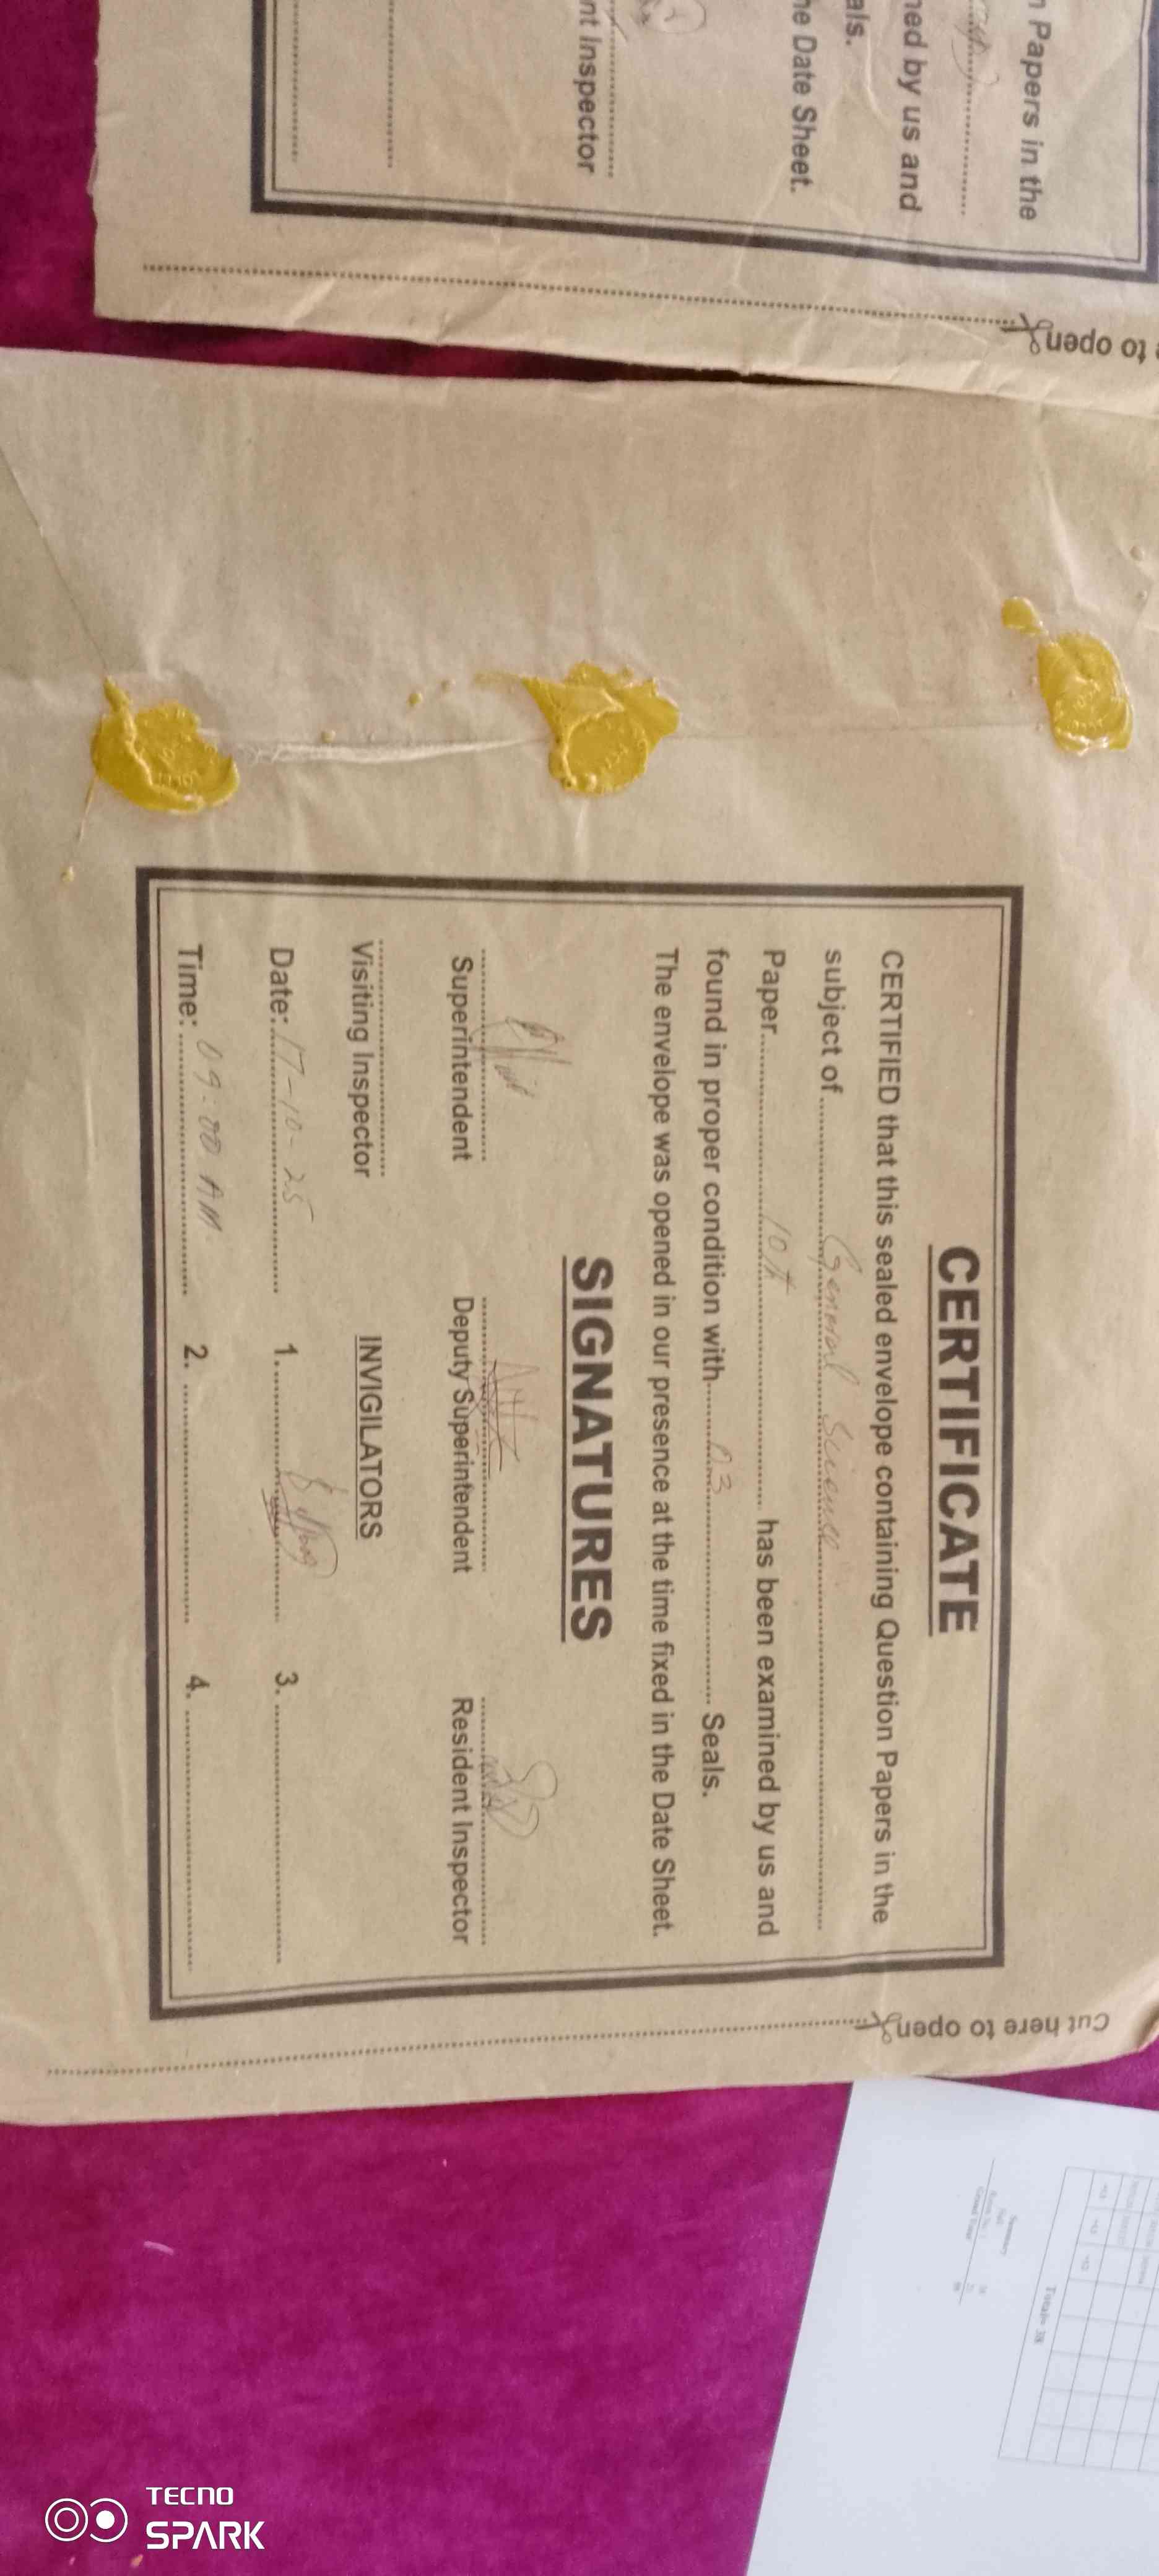 n Papers in the
ned by us and
als.
ne Date Sheet.
nt Inspector
e to open
CERTIFICATE
CERTIFIED that this sealed envelope containing Question Papers in the
subject of General Science
Paper 10th has been examined by us and
found in proper condition with 03 Seals.
The envelope was opened in our presence at the time fixed in the Date Sheet.
SIGNATURES
Superintendent Deputy Superintendent Resident Inspector
Visiting Inspector INVIGILATORS
Date: 17-10-25 1. 3.
Time: 09-00 AM 2. 4.
Cut here to open
Total= 38
Summary
TECNO
SPARK